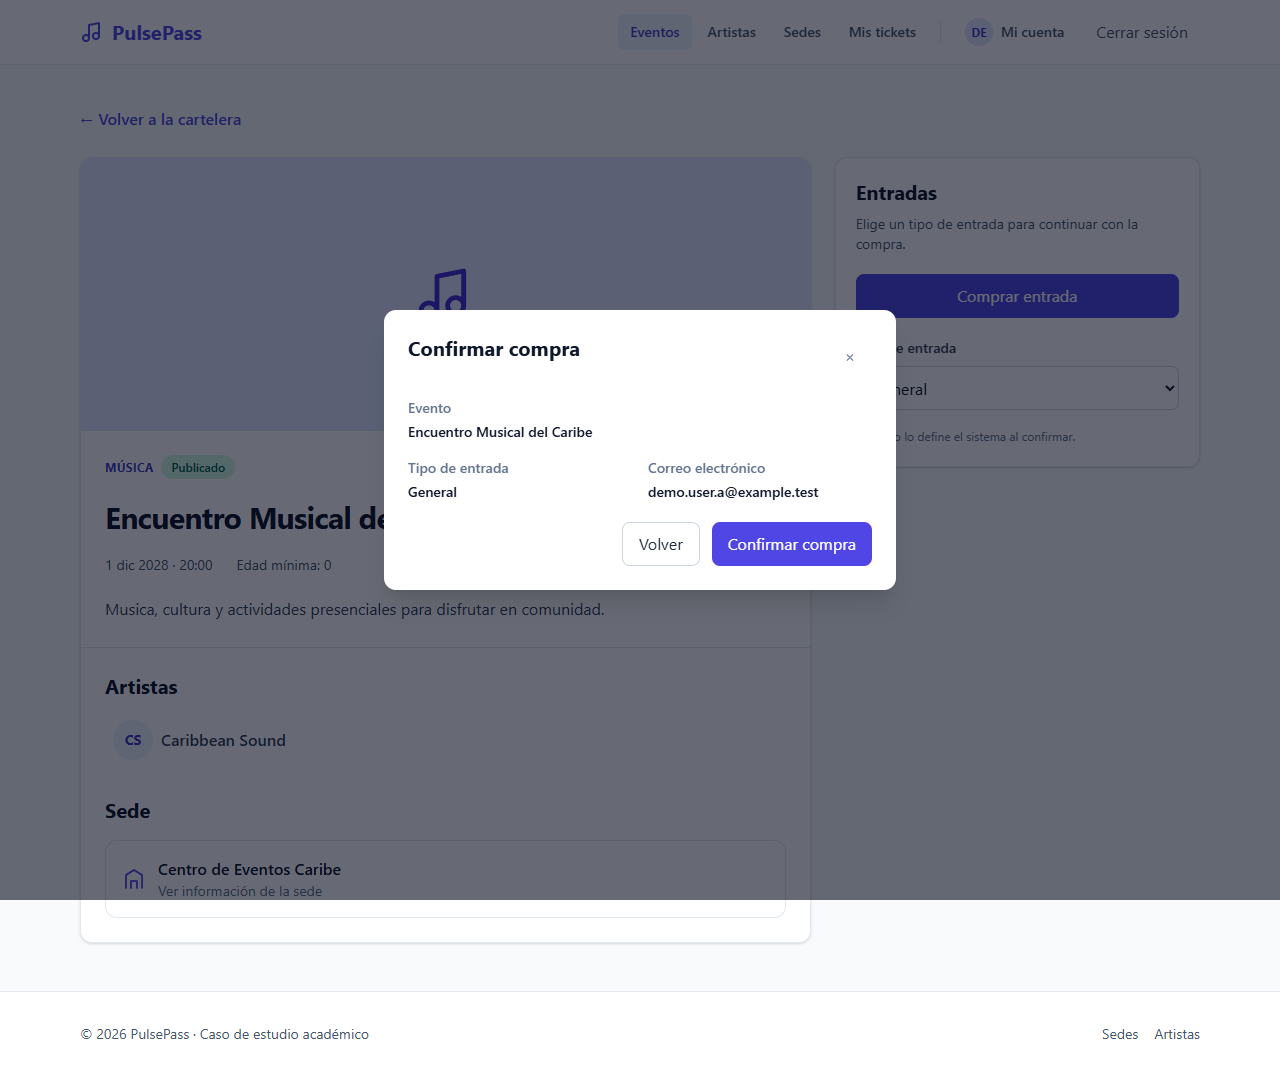 PulsePass
Eventos
Artistas
Sedes
Mis tickets
DE
Mi cuenta
Cerrar sesión
← Volver a la cartelera
Entradas
Elige un tipo de entrada para continuar con la
compra.
Comprar entrada
e entrada
neral
o lo define el sistema al confirmar.
Confirmar compra
×
Evento
Encuentro Musical del Caribe
Tipo de entrada
Correo electrónico
General
demo.user.a@example.test
Volver
Confirmar compra
MÚSICA
Publicado
Encuentro Musical de
1 dic 2028 · 20:00
Edad mínima: 0
Musica, cultura y actividades presenciales para disfrutar en comunidad.
Artistas
CS
Caribbean Sound
Sede
Centro de Eventos Caribe
Ver información de la sede
© 2026 PulsePass · Caso de estudio académico
Sedes
Artistas